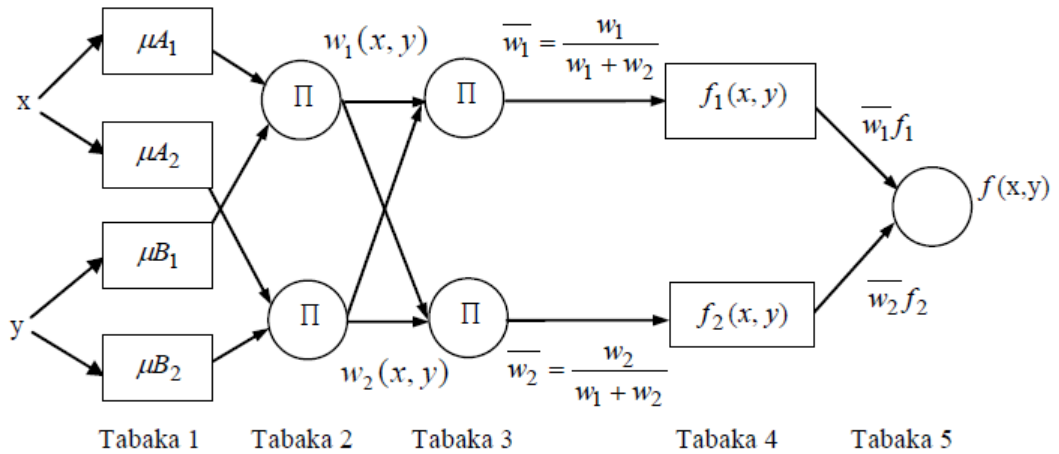 x
y
μA₁
μA₂
μB₁
μB₂
Π
Π
w₁(x, y)
w₂(x, y)
Π
Π
w̅₁ = w₁ / (w₁ + w₂)
w̅₂ = w₂ / (w₁ + w₂)
f₁(x, y)
f₂(x, y)
w̅₁f₁
w̅₂f₂
f(x,y)
Tabaka 1 Tabaka 2 Tabaka 3 Tabaka 4 Tabaka 5